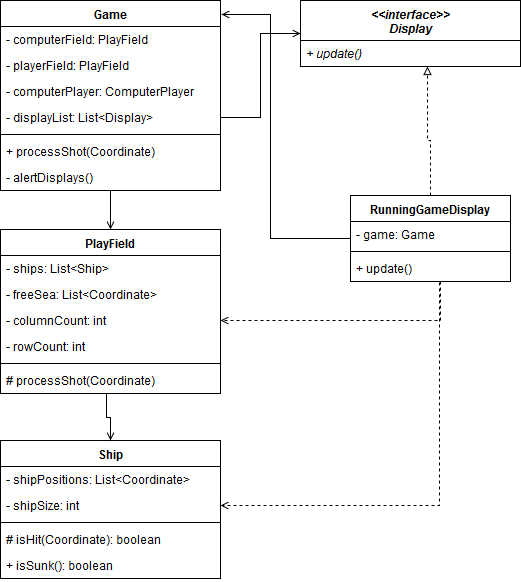 Game
- computerField: PlayField
- playerField: PlayField
- computerPlayer: ComputerPlayer
- displayList: List<Display>
+ processShot(Coordinate)
- alertDisplays()
<<interface>>
Display
+ update()
RunningGameDisplay
- game: Game
+ update()
PlayField
- ships: List<Ship>
- freeSea: List<Coordinate>
- columnCount: int
- rowCount: int
# processShot(Coordinate)
Ship
- shipPositions: List<Coordinate>
- shipSize: int
# isHit(Coordinate): boolean
+ isSunk(): boolean